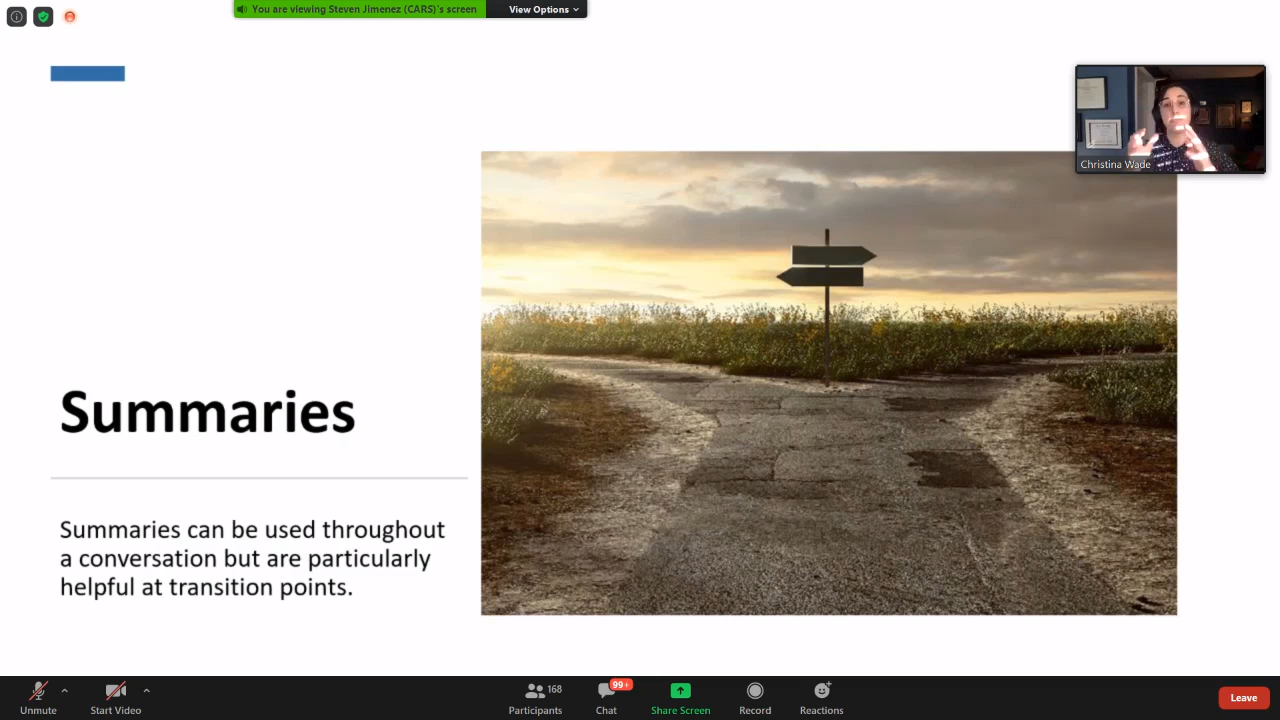 You are viewing Steven Jimenez (CARS)'s screen
View Options
Christina Wade
Summaries
Summaries can be used throughout
a conversation but are particularly
helpful at transition points.
Unmute
Start Video
Participants
168
Chat
99+
Share Screen
Record
Reactions
Leave